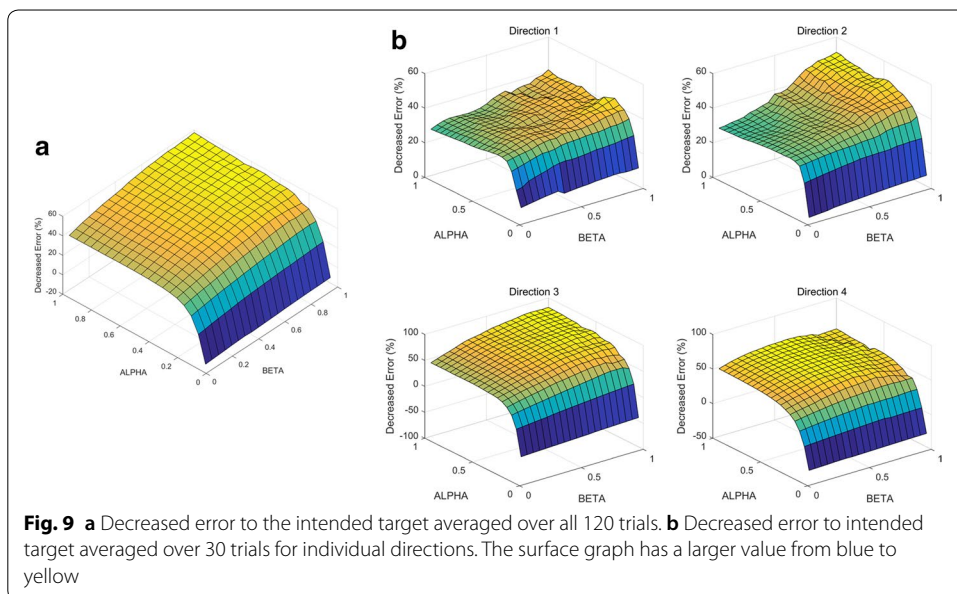 b
Direction 1
60
40
20
0
Decreased Error (%)
1
0.5
0
ALPHA
0
0.5
1
BETA
Direction 2
60
40
20
0
Decreased Error (%)
1
0.5
0
ALPHA
0
0.5
1
BETA
a
60
40
20
0
-20
Decreased Error (%)
1
0.8
0.6
0.4
0.2
0
ALPHA
0
0.2
0.4
0.6
0.8
1
BETA
Direction 3
100
50
0
-50
-100
Decreased Error (%)
1
0.5
0
ALPHA
0
0.5
1
BETA
Direction 4
100
50
0
-50
Decreased Error (%)
1
0.5
0
ALPHA
0
0.5
1
BETA
Fig. 9 a Decreased error to the intended target averaged over all 120 trials. b Decreased error to intended
target averaged over 30 trials for individual directions. The surface graph has a larger value from blue to
yellow